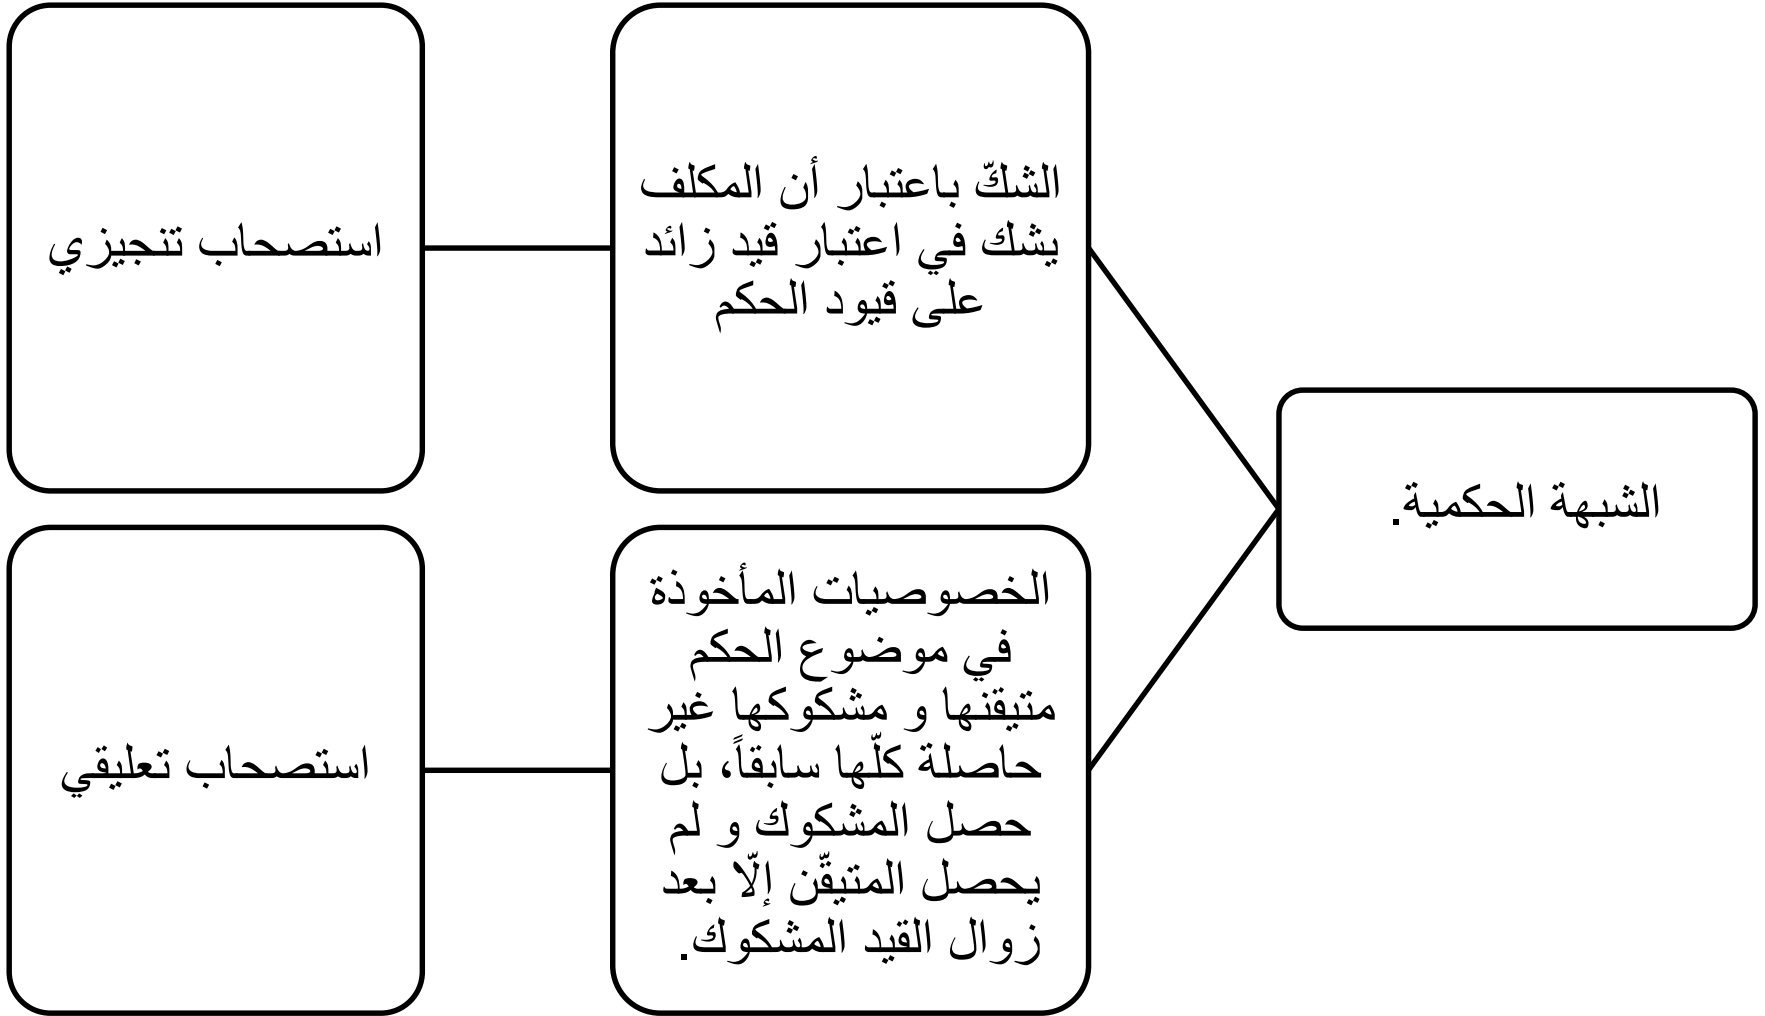 الشبهة الحكمية.
الشكّ باعتبار أن المكلف
يشك في اعتبار قيد زائد
على قيود الحكم
استصحاب تنجيزي
الخصوصيات المأخوذة
في موضوع الحكم
متيقنها و مشكوكها غير
حاصلة كلّها سابقاً، بل
حصل المشكوك و لم
يحصل المتيقّن إلّا بعد
زوال القيد المشكوك.
استصحاب تعليقي